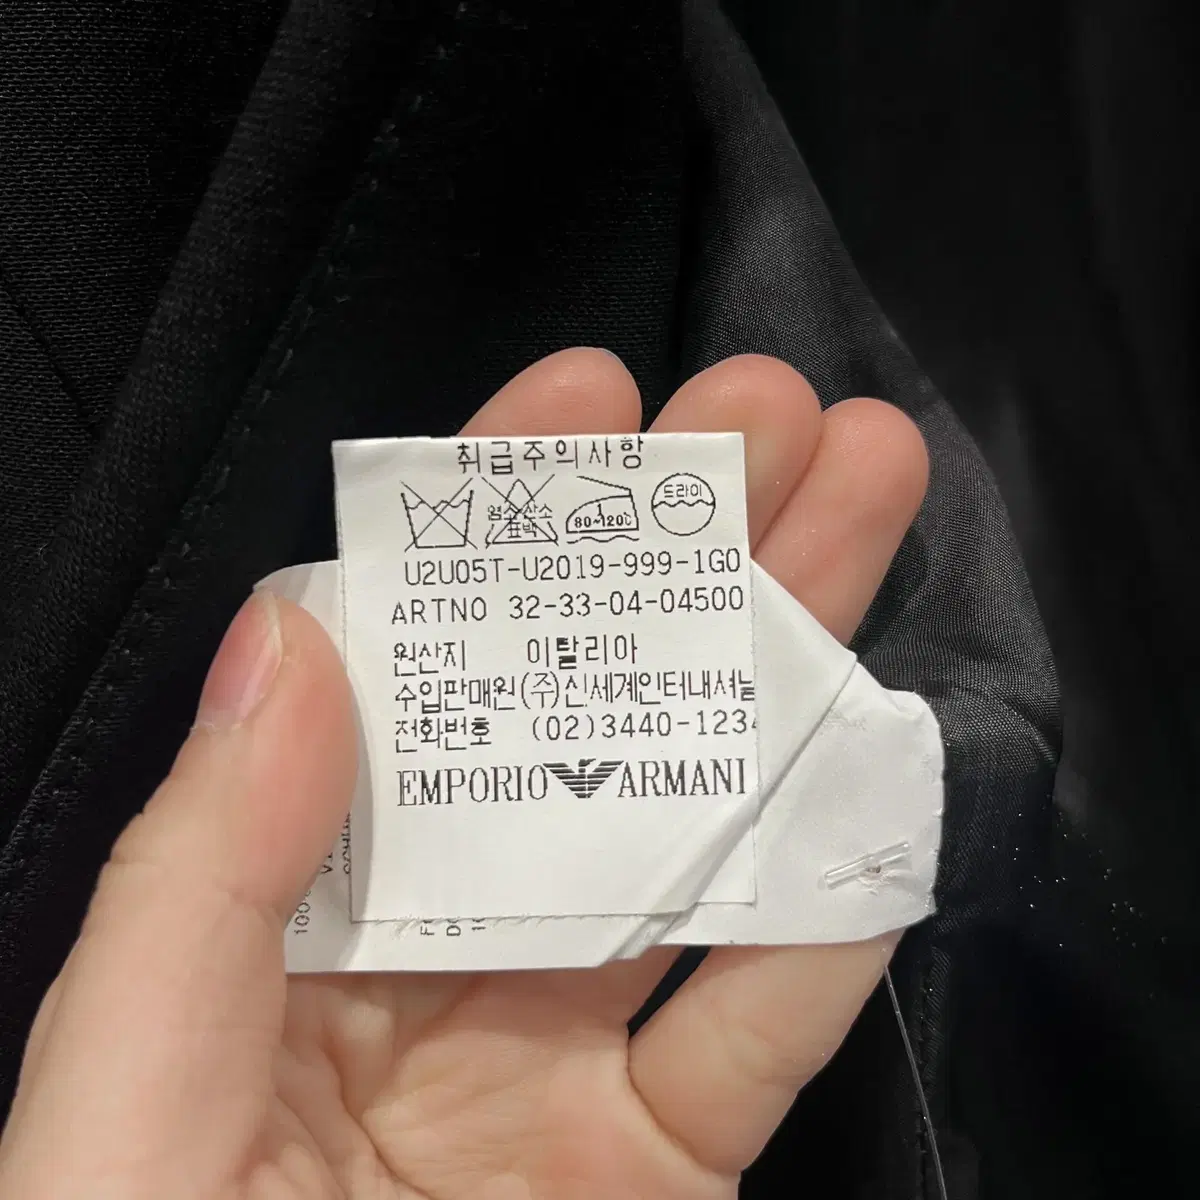 취급주의사항
염소 산소
표백
1
80~120℃
드라이
U2U05T-U2019-999-1G0
ARTNO 32-33-04-04500
원산지 이탈리아
수입판매원(주)신세계인터내셔날
전화번호 (02)3440-1234
EMPORIO ARMANI
100